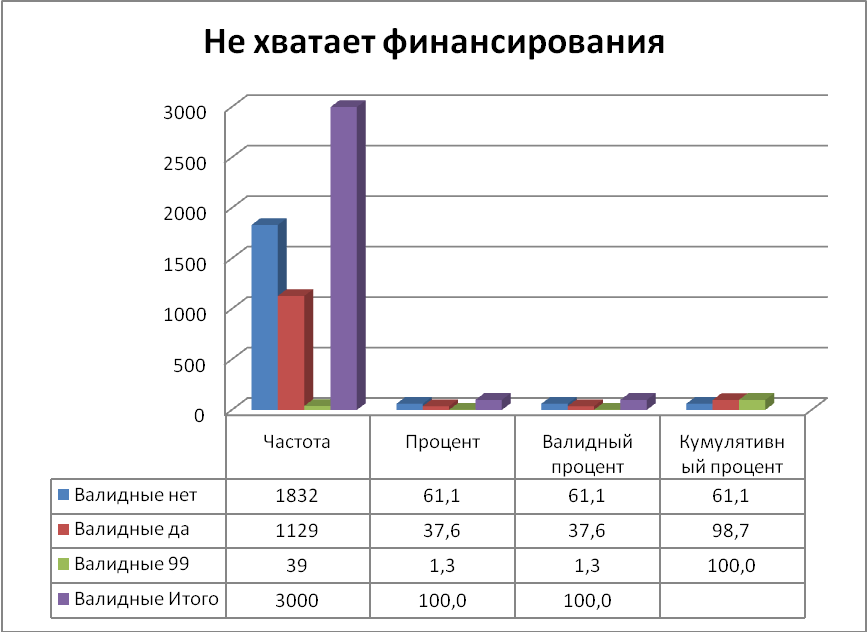 Не хватает финансирования
3000
2500
2000
1500
1000
500
0
Частота Процент Валидный процент Кумулятивн ый процент
Валидные нет 1832 61,1 61,1 61,1
Валидные да 1129 37,6 37,6 98,7
Валидные 99 39 1,3 1,3 100,0
Валидные Итого 3000 100,0 100,0